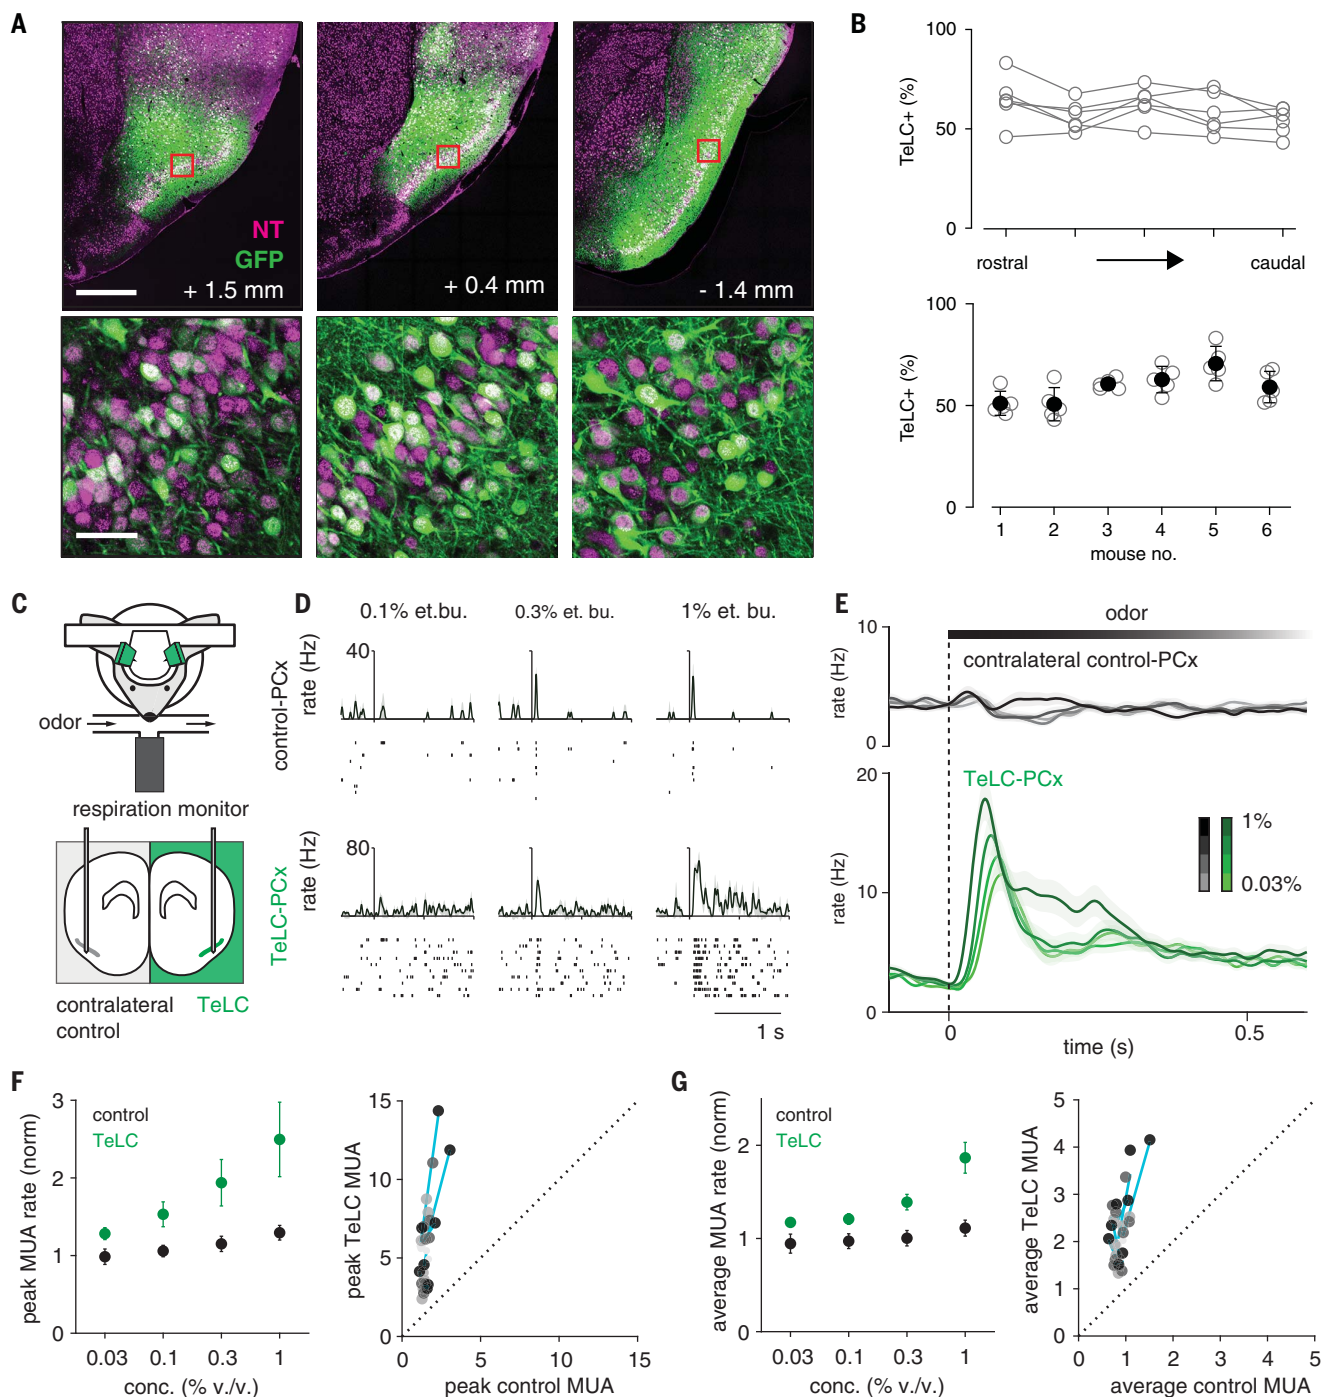 A
NT
GFP
+ 1.5 mm
+ 0.4 mm
- 1.4 mm
B
100
50
0
TeLC+ (%)
rostral
caudal
100
50
0
TeLC+ (%)
1 2 3 4 5 6
mouse no.
C
odor
respiration monitor
contralateral control
TeLC
D
0.1% et.bu.
0.3% et. bu.
1% et. bu.
control-PCx
rate (Hz)
40
TeLC-PCx
rate (Hz)
80
1 s
E
odor
contralateral control-PCx
10
0
rate (Hz)
TeLC-PCx
20
10
0
rate (Hz)
1%
0.03%
0 0.5
time (s)
F
control
TeLC
3
2
1
0
peak MUA rate (norm)
0.03 0.1 0.3 1
conc. (% v./v.)
15
10
5
0
peak TeLC MUA
0 5 15
peak control MUA
G
control
TeLC
2
1
0
average MUA rate (norm)
0.03 0.1 0.3 1
conc. (% v./v.)
5
4
3
2
1
0
average TeLC MUA
0 1 2 3 4 5
average control MUA